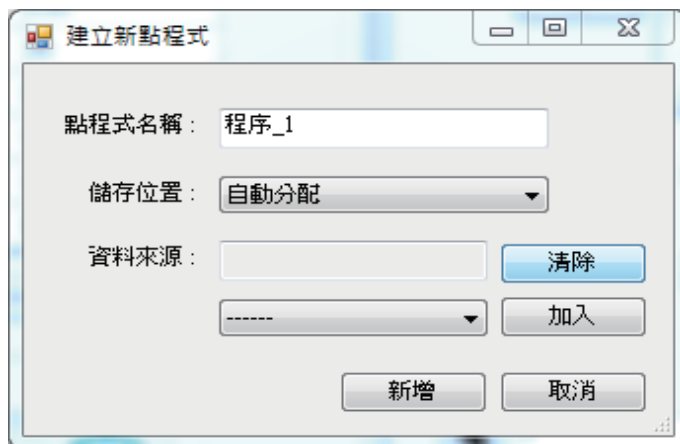 建立新點程式
點程式名稱： 程序_1
儲存位置： 自動分配
資料來源： 清除
------ 加入
新增 取消